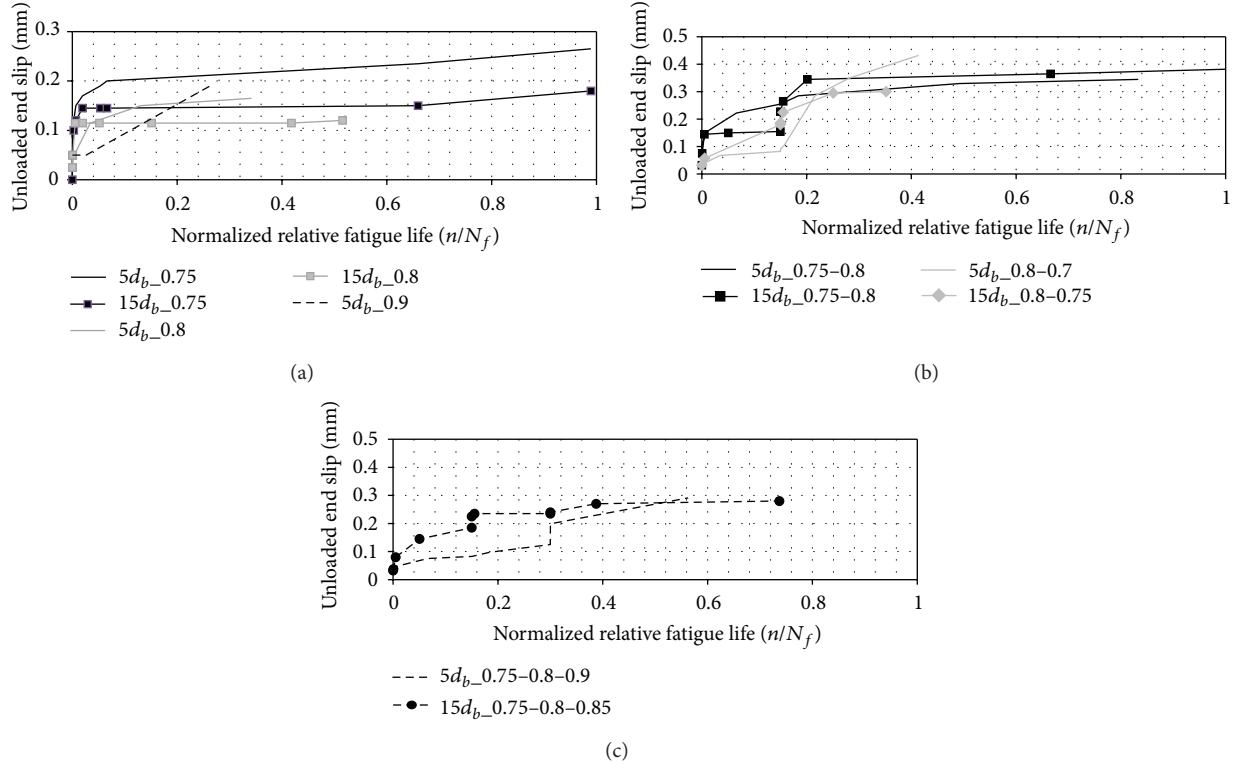 Unloaded end slip (mm)
0.3
0.2
0.1
0
0 0.2 0.4 0.6 0.8 1
Normalized relative fatigue life (n/N_f)
5d_b_0.75
15d_b_0.8
15d_b_0.75
5d_b_0.9
5d_b_0.8
(a)
Unloaded end slip (mm)
0.5
0.4
0.3
0.2
0.1
0
0 0.2 0.4 0.6 0.8 1
Normalized relative fatigue life (n/N_f)
5d_b_0.75–0.8
5d_b_0.8–0.7
15d_b_0.75–0.8
15d_b_0.8–0.75
(b)
Unloaded end slip (mm)
0.5
0.4
0.3
0.2
0.1
0
0 0.2 0.4 0.6 0.8 1
Normalized relative fatigue life (n/N_f)
5d_b_0.75–0.8–0.9
15d_b_0.75–0.8–0.85
(c)